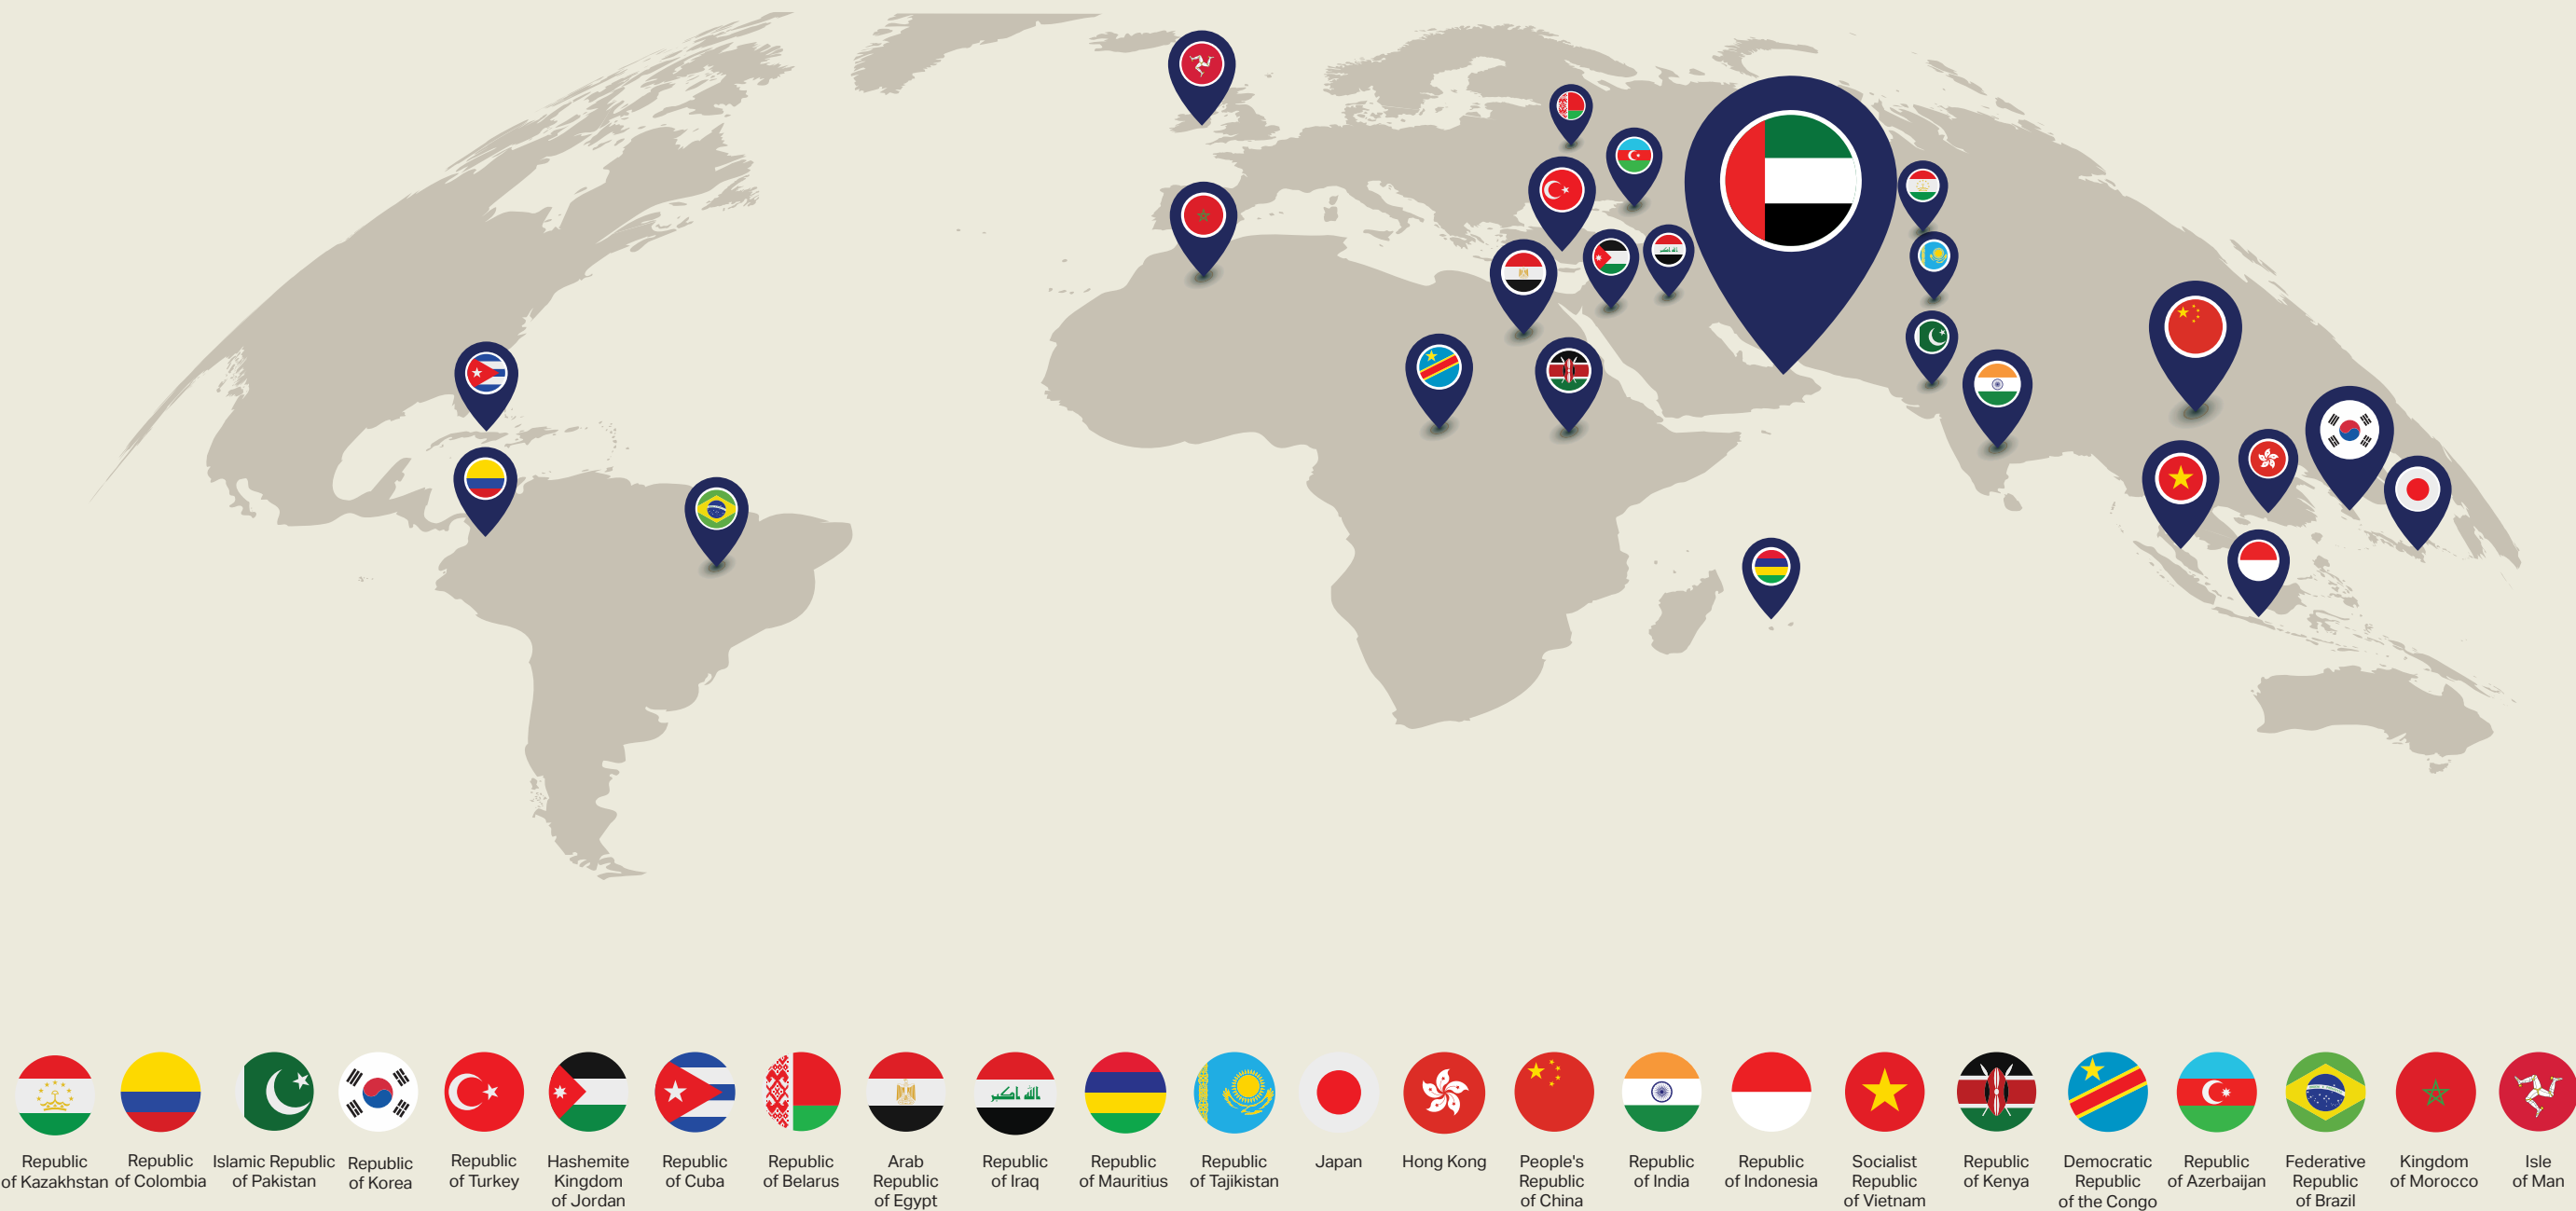 الله اكبر
Republic
of Kazakhstan
Republic
of Colombia
Islamic Republic
of Pakistan
Republic
of Korea
Republic
of Turkey
Hashemite
Kingdom
of Jordan
Republic
of Cuba
Republic
of Belarus
Arab
Republic
of Egypt
Republic
of Iraq
Republic
of Mauritius
Republic
of Tajikistan
Japan
Hong Kong
People's
Republic
of China
Republic
of India
Republic
of Indonesia
Socialist
Republic
of Vietnam
Republic
of Kenya
Democratic
Republic
of the Congo
Republic
of Azerbaijan
Federative
Republic
of Brazil
Kingdom
of Morocco
Isle
of Man